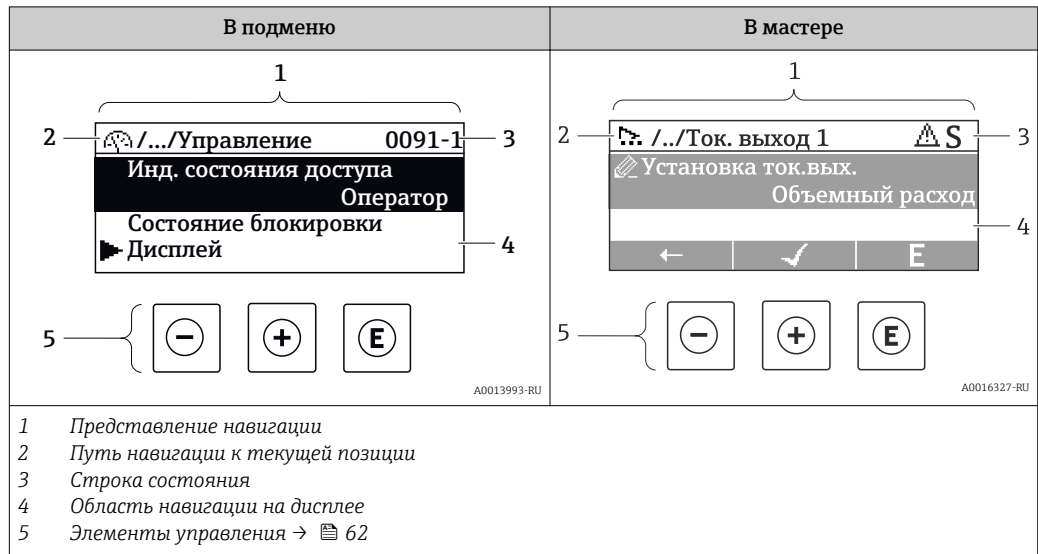 В подменю
В мастере
1
1
2
/.../Управление 0091-1
3
Инд. состояния доступа
Оператор
Состояние блокировки
Дисплей
4
5
− + E
A0013993-RU
2
/../Ток. выход 1 S
3
Установка ток.вых.
Объемный расход
4
← ✓ E
5
− + E
A0016327-RU
1 Представление навигации
2 Путь навигации к текущей позиции
3 Строка состояния
4 Область навигации на дисплее
5 Элементы управления → 62